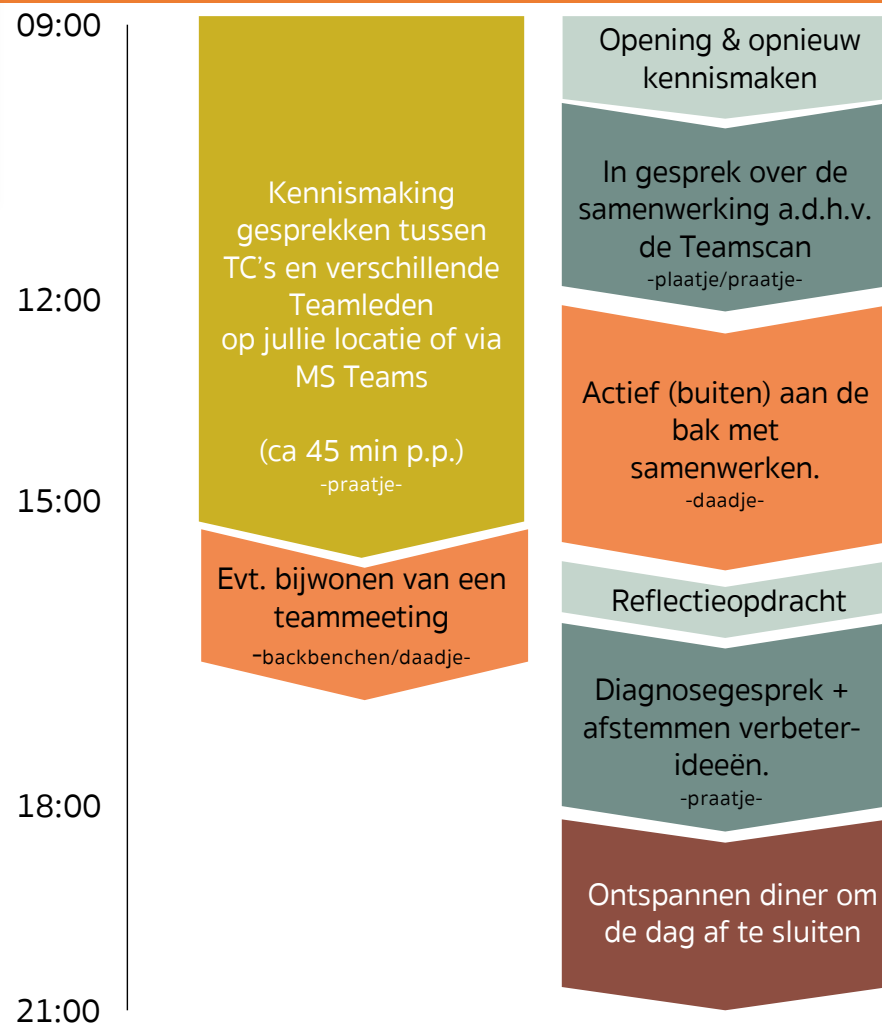 09:00
12:00
15:00
18:00
21:00
Kennismaking
gesprekken tussen
TC's en verschillende
Teamleden
op jullie locatie of via
MS Teams
(ca 45 min p.p.)
-praatje-
Evt. bijwonen van een
teammeeting
-backbenchen/daadje-
Opening & opnieuw
kennismaken
In gesprek over de
samenwerking a.d.h.v.
de Teamscan
-plaatje/praatje-
Actief (buiten) aan de
bak met
samenwerken.
-daadje-
Reflectieopdracht
Diagnosegesprek +
afstemmen verbeter-
ideeën.
-praatje-
Ontspannen diner om
de dag af te sluiten